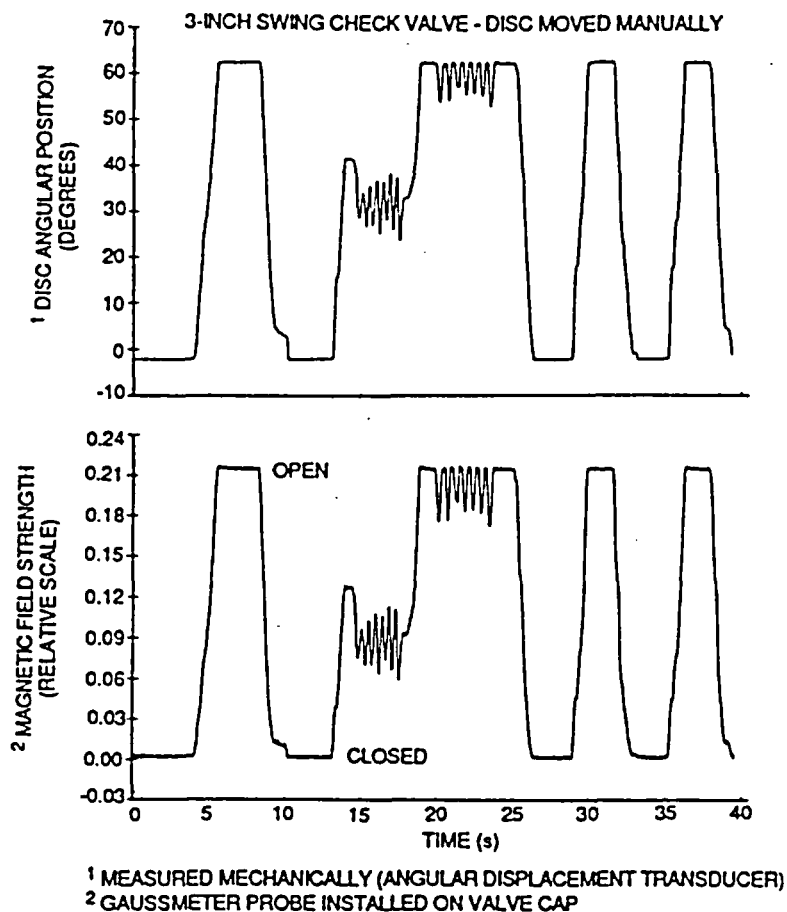 3-INCH SWING CHECK VALVE - DISC MOVED MANUALLY
70
60
50
40
30
20
10
0
-10
1 DISC ANGULAR POSITION
(DEGREES)
0.24
0.21
0.18
0.15
0.12
0.09
0.06
0.03
0.00
-0.03
2 MAGNETIC FIELD STRENGTH
(RELATIVE SCALE)
OPEN
CLOSED
0 5 10 15 20 25 30 35 40
TIME (s)
1 MEASURED MECHANICALLY (ANGULAR DISPLACEMENT TRANSDUCER)
2 GAUSSMETER PROBE INSTALLED ON VALVE CAP